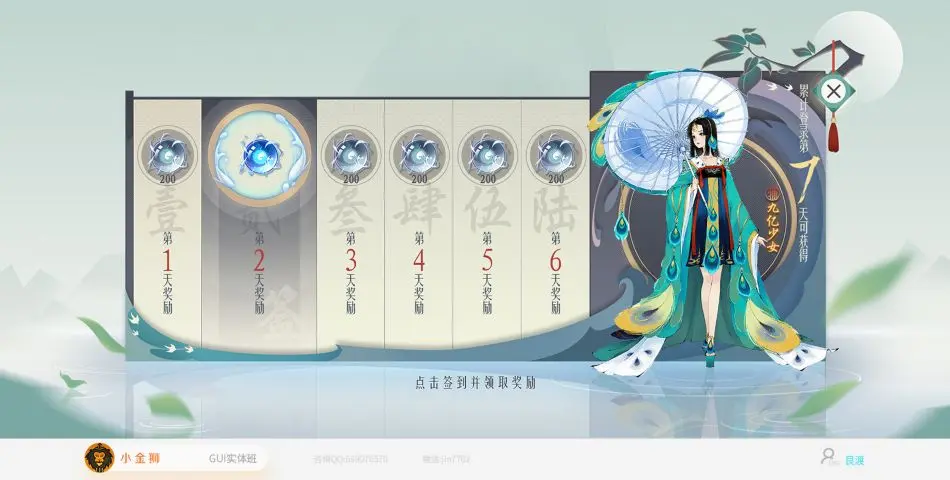 200
壹
第1天奖励
贰
第2天奖励
200
叁
第3天奖励
200
肆
第4天奖励
200
伍
第5天奖励
200
陆
第6天奖励
累计登录第7天可获得
九亿少女
点击签到并领取奖励
小金狮
GUI实体班
良渡